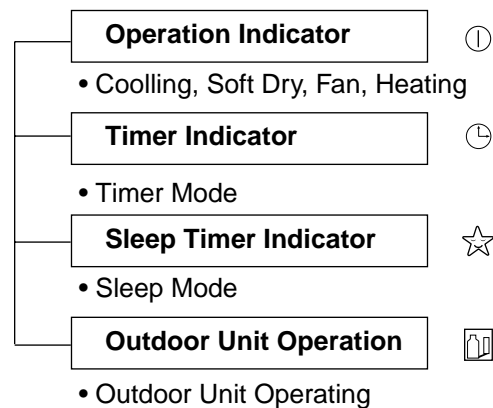 Operation Indicator
• Coolling, Soft Dry, Fan, Heating
Timer Indicator
• Timer Mode
Sleep Timer Indicator
• Sleep Mode
Outdoor Unit Operation
• Outdoor Unit Operating